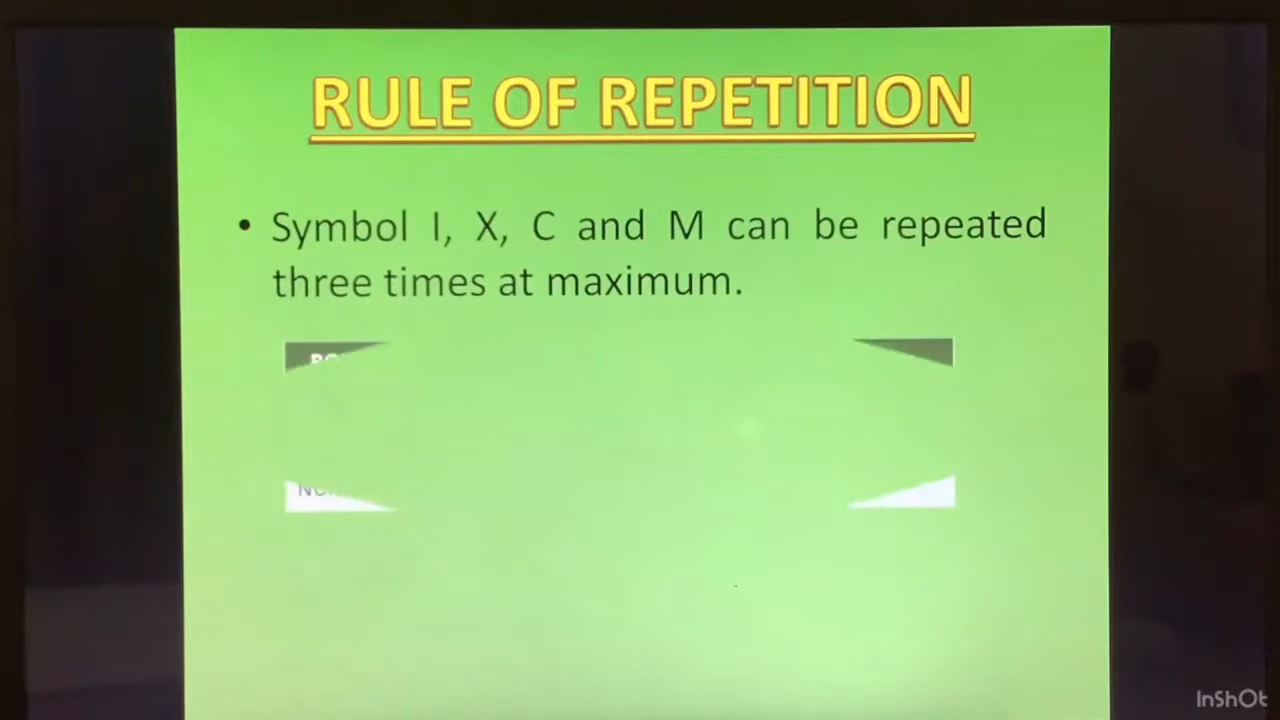 RULE OF REPETITION
• Symbol I, X, C and M can be repeated
three times at maximum.
InShOt